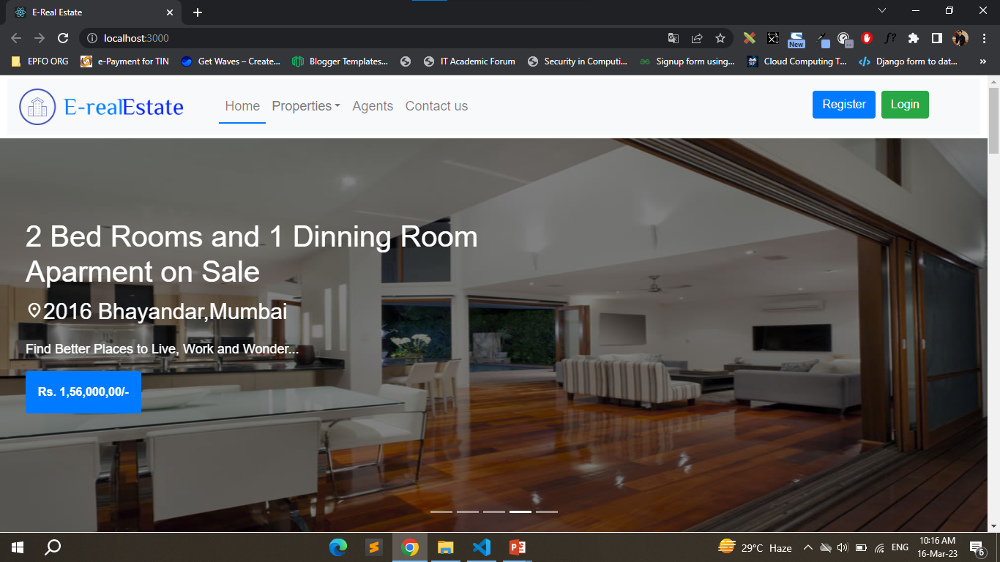 E-Real Estate
localhost:3000
EPFO ORG
e-Payment for TIN
Get Waves – Create...
Blogger Templates...
IT Academic Forum
Security in Computi...
Signup form using...
Cloud Computing T...
Django form to dat...
»
New
f?
E-realEstate
Home
Properties
Agents
Contact us
Register
Login
2 Bed Rooms and 1 Dinning Room
Aparment on Sale
2016 Bhayandar,Mumbai
Find Better Places to Live, Work and Wonder...
Rs. 1,56,000,00/-
29°C Haze
ENG
10:16 AM
16-Mar-23
6